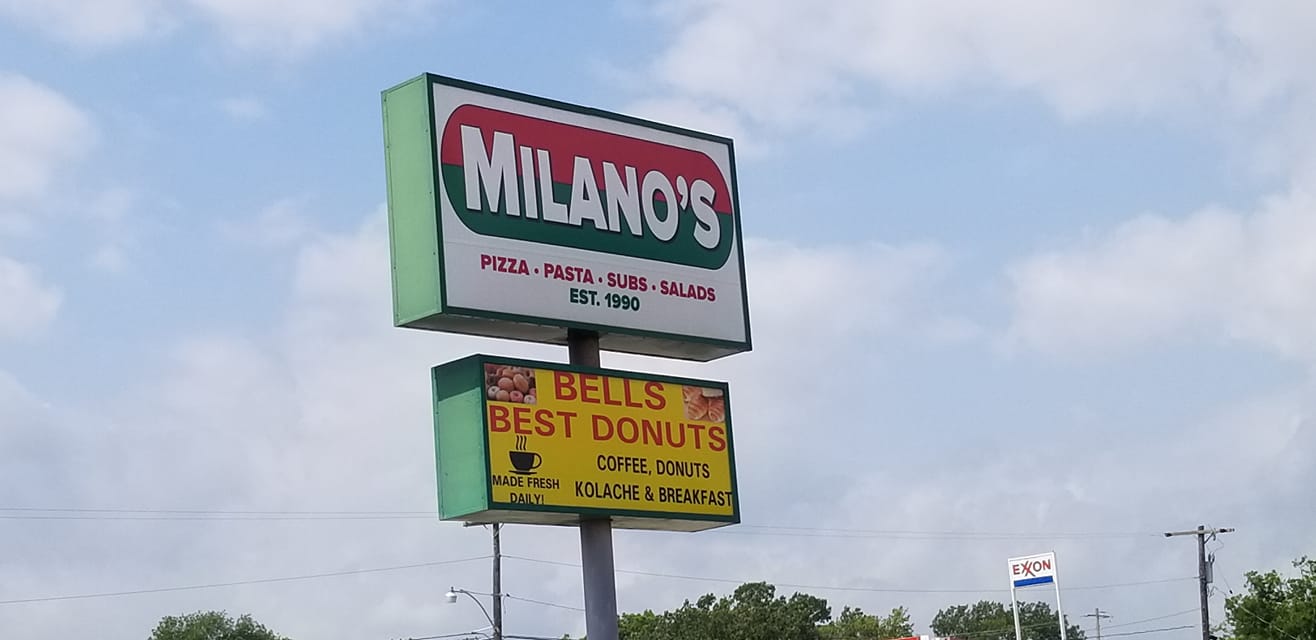 MILANO'S
PIZZA • PASTA • SUBS • SALADS
EST. 1990
BELLS
BEST DONUTS
COFFEE, DONUTS
KOLACHE & BREAKFAST
MADE FRESH
DAILY!
EXXON